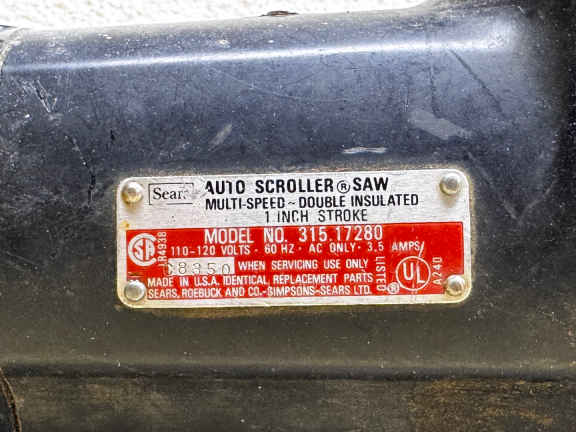 Sears
AUTO SCROLLER ® SAW
MULTI-SPEED ~ DOUBLE INSULATED
1 INCH STROKE
MODEL NO. 315.17280
110-120 VOLTS · 60 HZ · AC ONLY · 3.5 AMPS
8350 WHEN SERVICING USE ONLY
MADE IN U.S.A. IDENTICAL REPLACEMENT PARTS
SEARS, ROEBUCK AND CO.-SIMPSONS-SEARS LTD.
SA
LR4938
LISTED
UL
®
A240